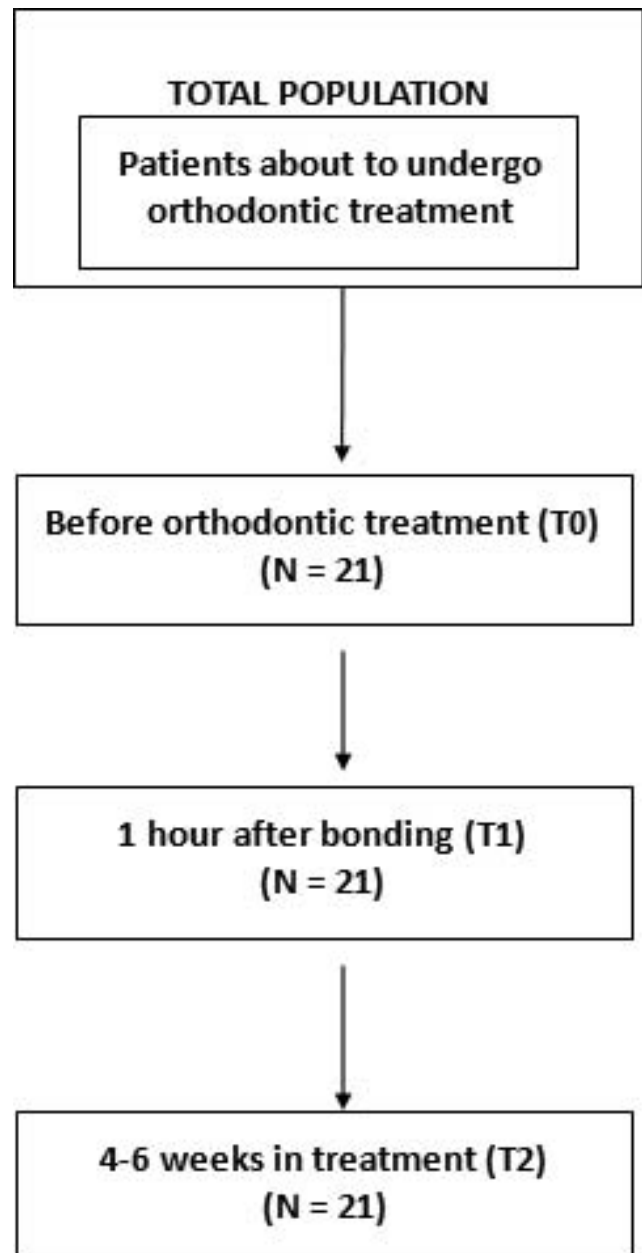 TOTAL POPULATION
Patients about to undergo
orthodontic treatment
Before orthodontic treatment (T0)
(N = 21)
1 hour after bonding (T1)
(N = 21)
4-6 weeks in treatment (T2)
(N = 21)